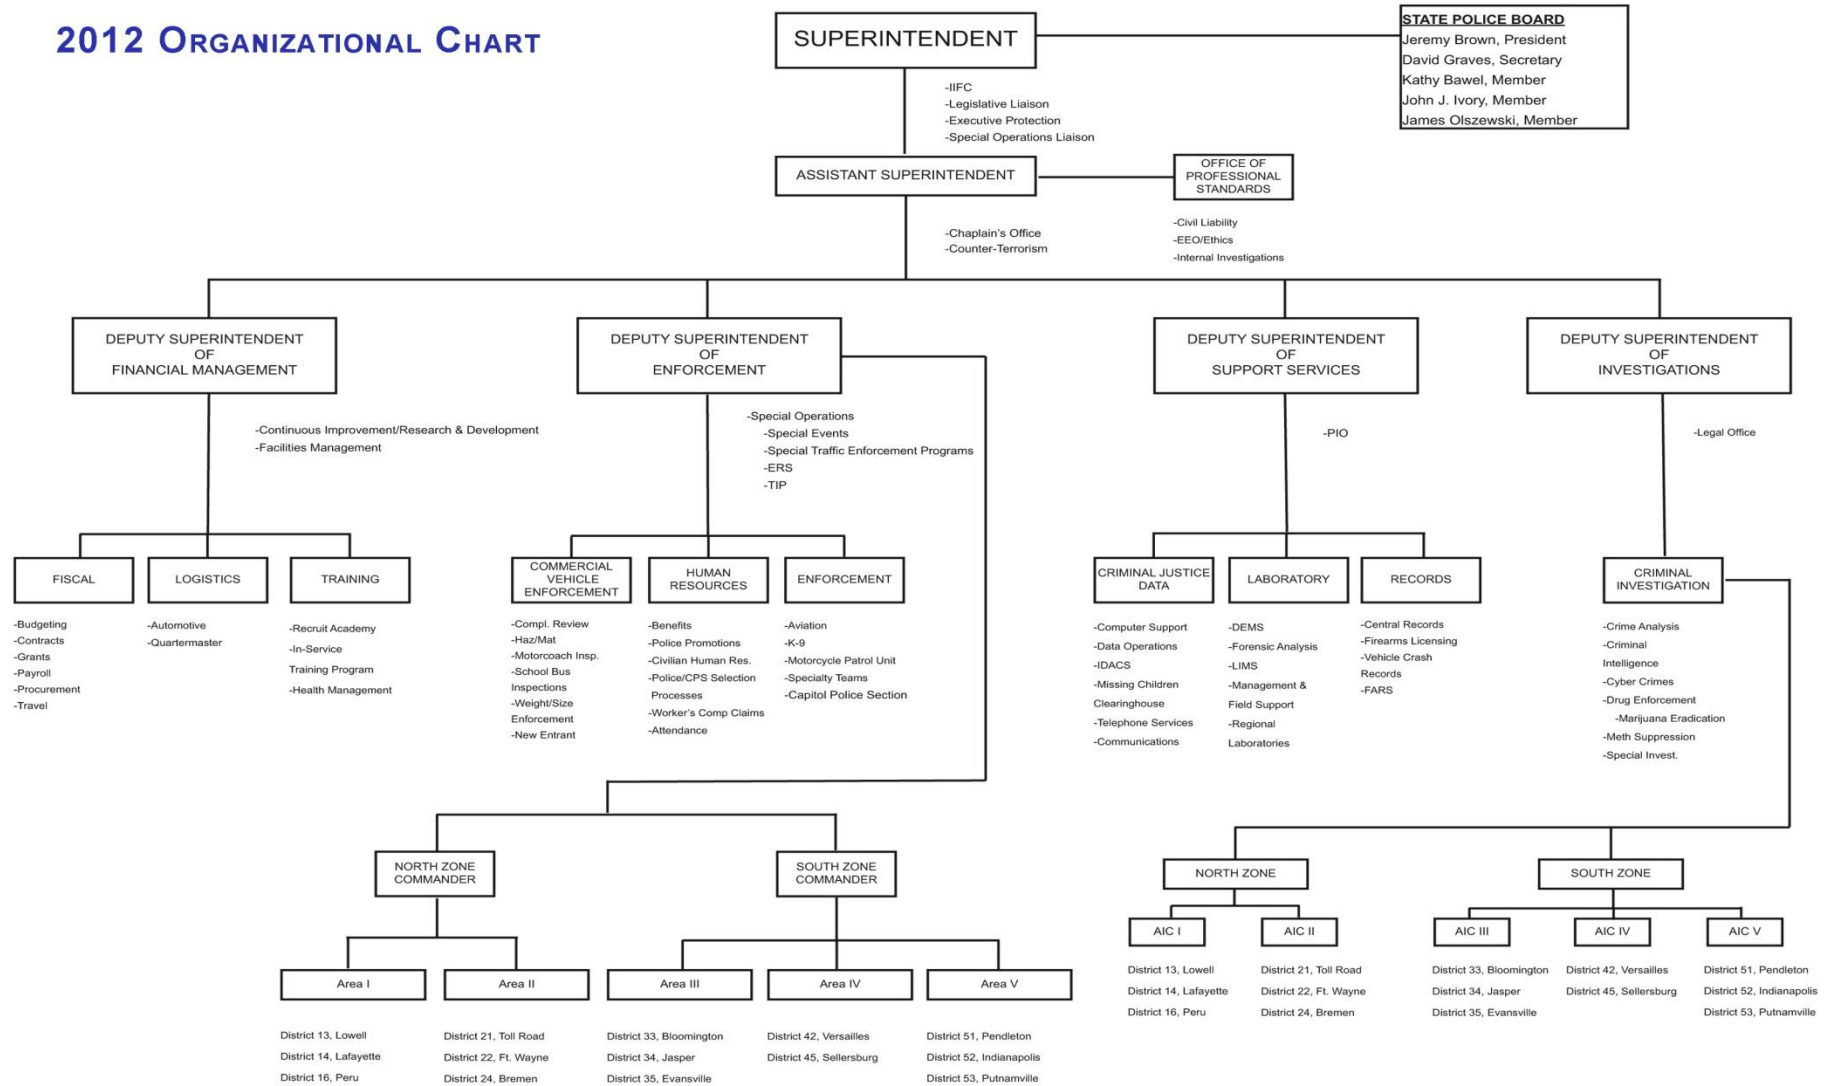 2012 ORGANIZATIONAL CHART
SUPERINTENDENT
STATE POLICE BOARD
Jeremy Brown, President
David Graves, Secretary
Kathy Bawel, Member
John J. Ivory, Member
James Olszewski, Member
-IIFC
-Legislative Liaison
-Executive Protection
-Special Operations Liaison
ASSISTANT SUPERINTENDENT
OFFICE OF
PROFESSIONAL
STANDARDS
-Chaplain's Office
-Counter-Terrorism
-Civil Liability
-EEO/Ethics
-Internal Investigations
DEPUTY SUPERINTENDENT
OF
FINANCIAL MANAGEMENT
DEPUTY SUPERINTENDENT
OF
ENFORCEMENT
DEPUTY SUPERINTENDENT
OF
SUPPORT SERVICES
DEPUTY SUPERINTENDENT
OF
INVESTIGATIONS
-Continuous Improvement/Research & Development
-Facilities Management
-Special Operations
-Special Events
-Special Traffic Enforcement Programs
-ERS
-TIP
-PIO
-Legal Office
FISCAL
-Budgeting
-Contracts
-Grants
-Payroll
-Procurement
-Travel
LOGISTICS
-Automotive
-Quartermaster
TRAINING
-Recruit Academy
-In-Service
Training Program
-Health Management
COMMERCIAL
VEHICLE
ENFORCEMENT
-Compl. Review
-Haz/Mat
-Motorcoach Insp.
-School Bus
Inspections
-Weight/Size
Enforcement
-New Entrant
HUMAN
RESOURCES
-Benefits
-Police Promotions
-Civilian Human Res.
-Police/CPS Selection
Processes
-Worker's Comp Claims
-Attendance
ENFORCEMENT
-Aviation
-K-9
-Motorcycle Patrol Unit
-Specialty Teams
-Capitol Police Section
CRIMINAL JUSTICE
DATA
-Computer Support
-Data Operations
-IDACS
-Missing Children
Clearinghouse
-Telephone Services
-Communications
LABORATORY
-DEMS
-Forensic Analysis
-LIMS
-Management &
Field Support
-Regional
Laboratories
RECORDS
-Central Records
-Firearms Licensing
-Vehicle Crash
Records
-FARS
CRIMINAL
INVESTIGATION
-Crime Analysis
-Criminal
Intelligence
-Cyber Crimes
-Drug Enforcement
-Marijuana Eradication
-Meth Suppression
-Special Invest.
NORTH ZONE
COMMANDER
SOUTH ZONE
COMMANDER
Area I
District 13, Lowell
District 14, Lafayette
District 16, Peru
Area II
District 21, Toll Road
District 22, Ft. Wayne
District 24, Bremen
Area III
District 33, Bloomington
District 34, Jasper
District 35, Evansville
Area IV
District 42, Versailles
District 45, Sellersburg
Area V
District 51, Pendleton
District 52, Indianapolis
District 53, Putnamville
NORTH ZONE
SOUTH ZONE
AIC I
District 13, Lowell
District 14, Lafayette
District 16, Peru
AIC II
District 21, Toll Road
District 22, Ft. Wayne
District 24, Bremen
AIC III
District 33, Bloomington
District 34, Jasper
District 35, Evansville
AIC IV
District 42, Versailles
District 45, Sellersburg
AIC V
District 51, Pendleton
District 52, Indianapolis
District 53, Putnamville